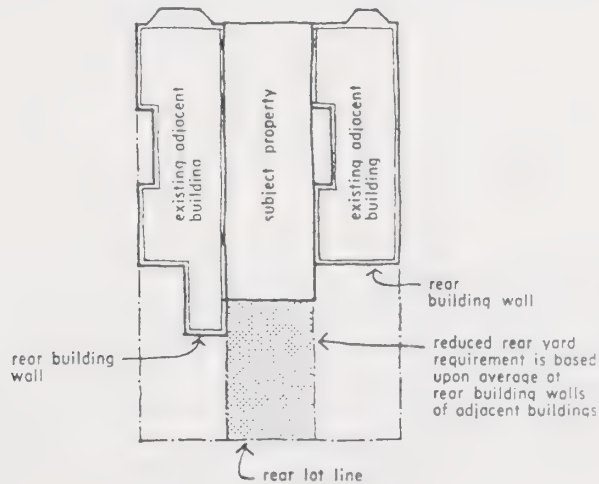 existing adjacent
building
subject property
existing adjacent
building
rear
building wall
rear building
wall
reduced rear yard
requirement is based
upon average of
rear building walls
of adjacent buildings
rear lot line